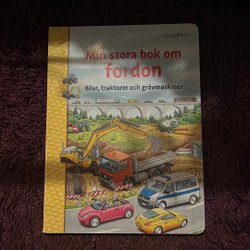 Min stora bok om
fordon
Bilar, traktorer och grävmaskiner